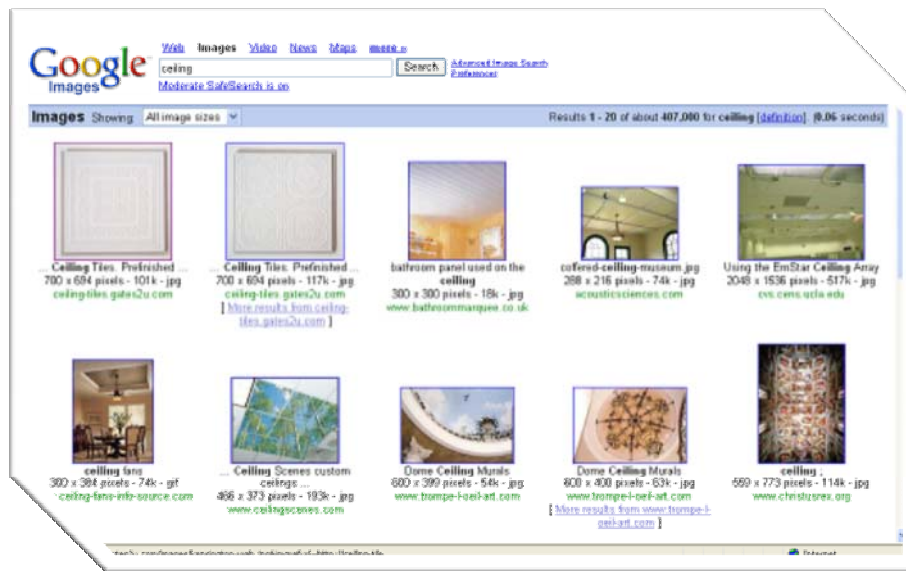 Web Images Video News Maps more »
Google
Images
ceiling
Search
Advanced Image Search
Preferences
Moderate SafeSearch is on
Images Showing: All image sizes
Results 1 - 20 of about 407,000 for ceiling [definition]. (0.06 seconds)
... Ceiling Tiles. Prefinished ...
700 x 694 pixels - 101k - jpg
ceiling-tiles.gates2u.com
... Ceiling Tiles. Prefinished ...
700 x 694 pixels - 117k - jpg
ceiling-tiles.gates2u.com
[ More results from ceiling-
tiles.gates2u.com ]
bathroom panel used on the
ceiling
300 x 300 pixels - 18k - jpg
www.bathroommarquee.co.uk
coffered-ceiling-museum.jpg
288 x 216 pixels - 74k - jpg
acousticsciences.com
Using the EmStar Ceiling Array
2048 x 1536 pixels - 517k - jpg
cvs.cens.ucla.edu
ceiling fans
300 x 384 pixels - 74k - gif
ceiling-fans-info-source.com
... Ceiling Scenes custom
ceilings ...
466 x 373 pixels - 193k - jpg
www.ceilingscenes.com
Dome Ceiling Murals
600 x 399 pixels - 54k - jpg
www.trompe-l-oeil-art.com
Dome Ceiling Murals
600 x 400 pixels - 63k - jpg
www.trompe-l-oeil-art.com
[ More results from www.trompe-l-
oeil-art.com ]
ceiling ;
559 x 773 pixels - 114k - jpg
www.christusrex.org
Internet